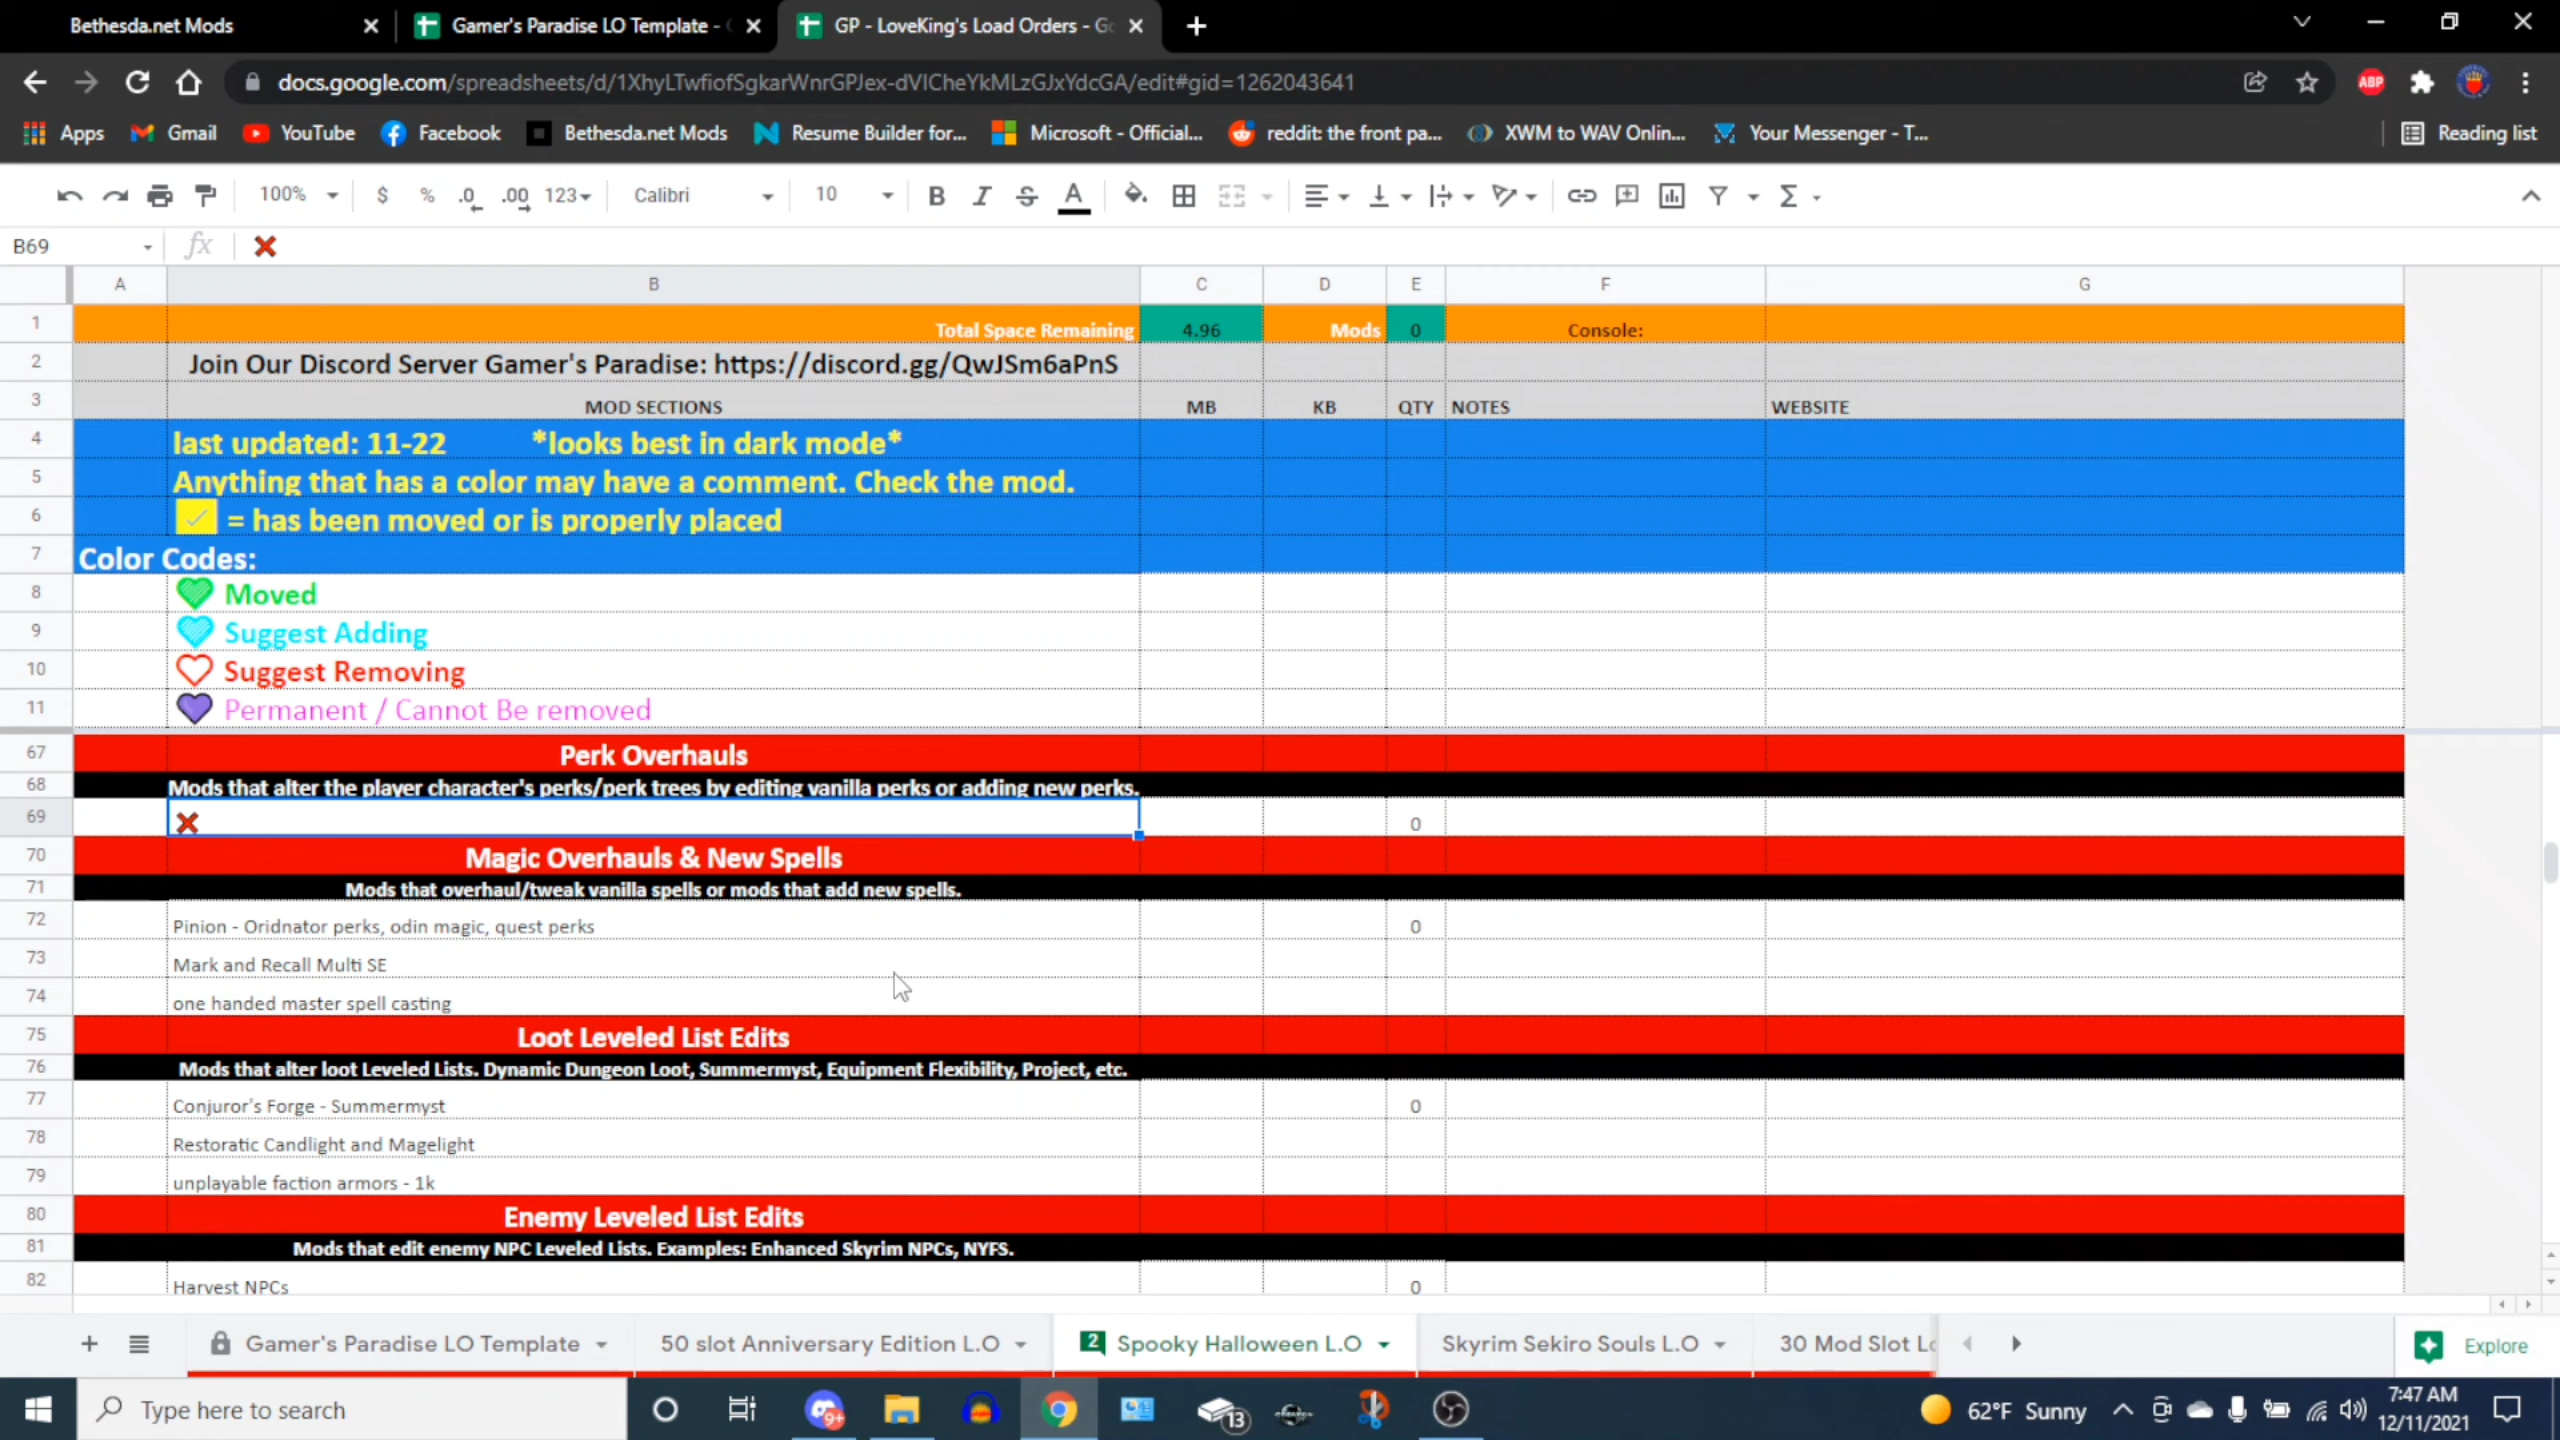 Bethesda.net Mods
Gamer's Paradise LO Template -
GP - LoveKing's Load Orders - Go
docs.google.com/spreadsheets/d/1XhyLTwfiofSgkarWnrGPJex-dVICheYkMLzGJxYdcGA/edit#gid=1262043641
ABP
Apps Gmail YouTube Facebook Bethesda.net Mods Resume Builder for... Microsoft - Official... reddit: the front pa... XWM to WAV Onlin... Your Messenger - T... Reading list
100% $ % .0 .00 123 Calibri 10 B I S A Σ
B69 fx ❌
A B C D E F G
1 Total Space Remaining 4.96 Mods 0 Console:
2 Join Our Discord Server Gamer's Paradise: https://discord.gg/QwJSm6aPnS
3 MOD SECTIONS MB KB QTY NOTES WEBSITE
4 last updated: 11-22 *looks best in dark mode*
5 Anything that has a color may have a comment. Check the mod.
6 ✓ = has been moved or is properly placed
7 Color Codes:
8 Moved
9 Suggest Adding
10 Suggest Removing
11 Permanent / Cannot Be removed
67 Perk Overhauls
68 Mods that alter the player character's perks/perk trees by editing vanilla perks or adding new perks.
69 ❌ 0
70 Magic Overhauls & New Spells
71 Mods that overhaul/tweak vanilla spells or mods that add new spells.
72 Pinion - Oridnator perks, odin magic, quest perks 0
73 Mark and Recall Multi SE
74 one handed master spell casting
75 Loot Leveled List Edits
76 Mods that alter loot Leveled Lists. Dynamic Dungeon Loot, Summermyst, Equipment Flexibility, Project, etc.
77 Conjuror's Forge - Summermyst 0
78 Restoratic Candlight and Magelight
79 unplayable faction armors - 1k
80 Enemy Leveled List Edits
81 Mods that edit enemy NPC Leveled Lists. Examples: Enhanced Skyrim NPCs, NYFS.
82 Harvest NPCs 0
Gamer's Paradise LO Template 50 slot Anniversary Edition L.O 2 Spooky Halloween L.O Skyrim Sekiro Souls L.O 30 Mod Slot Lo Explore
Type here to search 9+ 13 62°F Sunny 7:47 AM
12/11/2021